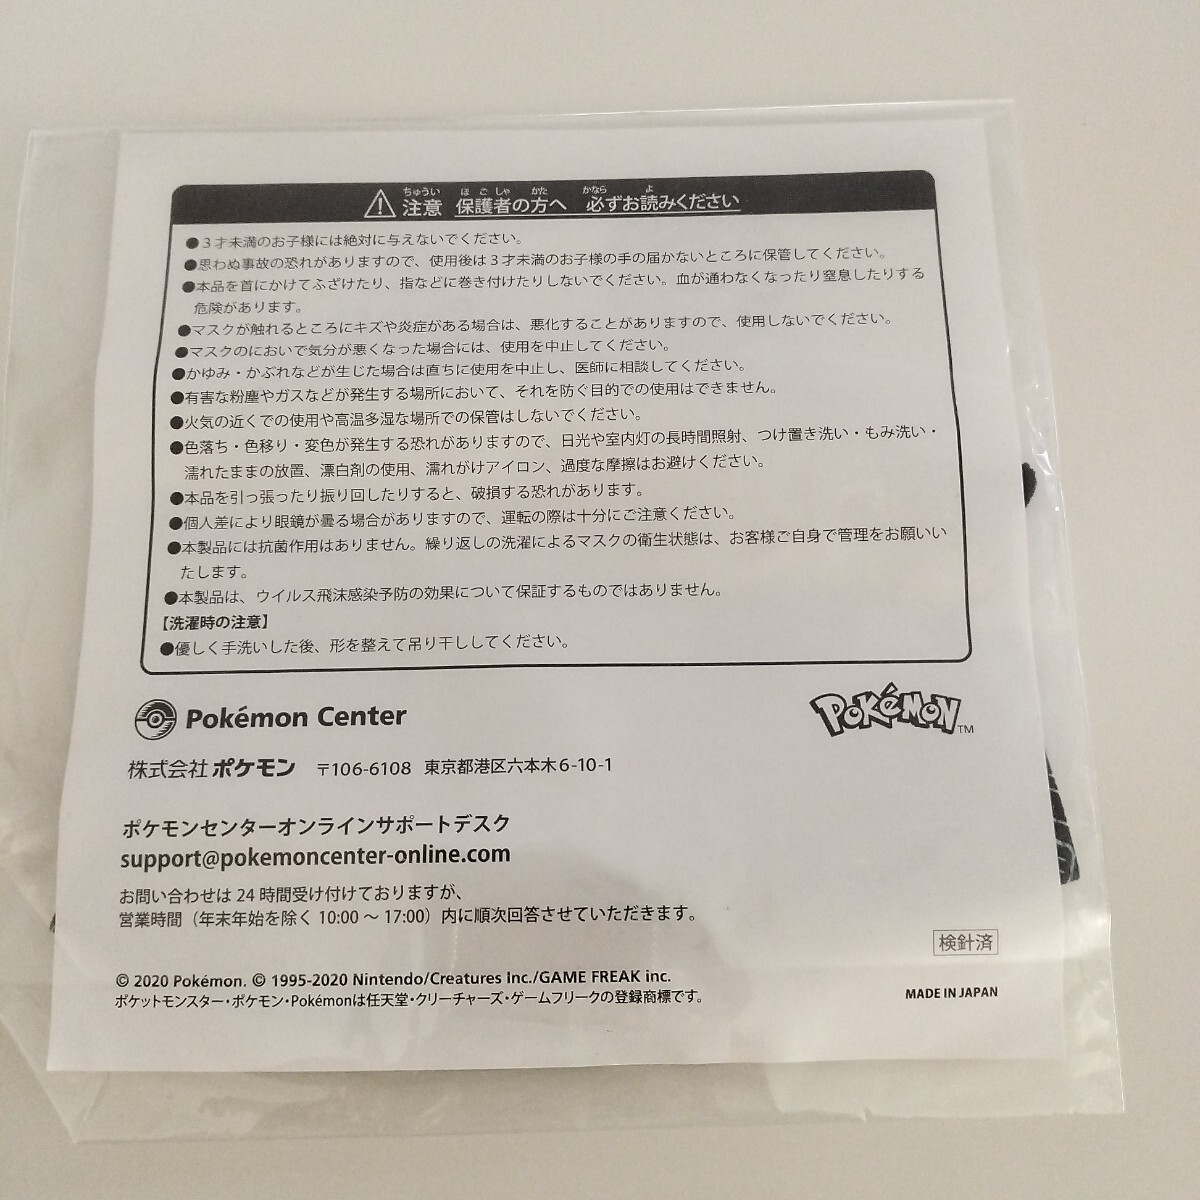 注意 保護者の方へ 必ずお読みください
ちゅうい ほごしゃ かた かなら よ
●3才未満のお子様には絶対に与えないでください。
●思わぬ事故の恐れがありますので、使用後は3才未満のお子様の手の届かないところに保管してください。
●本品を首にかけてふざけたり、指などに巻き付けたりしないでください。血が通わなくなったり窒息したりする
危険があります。
●マスクが触れるところにキズや炎症がある場合は、悪化することがありますので、使用しないでください。
●マスクのにおいで気分が悪くなった場合には、使用を中止してください。
●かゆみ・かぶれなどが生じた場合は直ちに使用を中止し、医師に相談してください。
●有害な粉塵やガスなどが発生する場所において、それを防ぐ目的での使用はできません。
●火気の近くでの使用や高温多湿な場所での保管はしないでください。
●色落ち・色移り・変色が発生する恐れがありますので、日光や室内灯の長時間照射、つけ置き洗い・もみ洗い・
濡れたままの放置、漂白剤の使用、濡れがけアイロン、過度な摩擦はお避けください。
●本品を引っ張ったり振り回したりすると、破損する恐れがあります。
●個人差により眼鏡が曇る場合がありますので、運転の際は十分にご注意ください。
●本製品には抗菌作用はありません。繰り返しの洗濯によるマスクの衛生状態は、お客様ご自身で管理をお願いい
たします。
●本製品は、ウイルス飛沫感染予防の効果について保証するものではありません。
【洗濯時の注意】
●優しく手洗いした後、形を整えて吊り干ししてください。
Pokémon Center
POKÉMON TM
株式会社ポケモン 〒106-6108 東京都港区六本木6-10-1
ポケモンセンターオンラインサポートデスク
support@pokemoncenter-online.com
お問い合わせは24時間受け付けておりますが、
営業時間（年末年始を除く 10:00 ～ 17:00）内に順次回答させていただきます。
検針済
© 2020 Pokémon. © 1995-2020 Nintendo/Creatures Inc./GAME FREAK inc.
ポケットモンスター・ポケモン・Pokémonは任天堂・クリーチャーズ・ゲームフリークの登録商標です。
MADE IN JAPAN